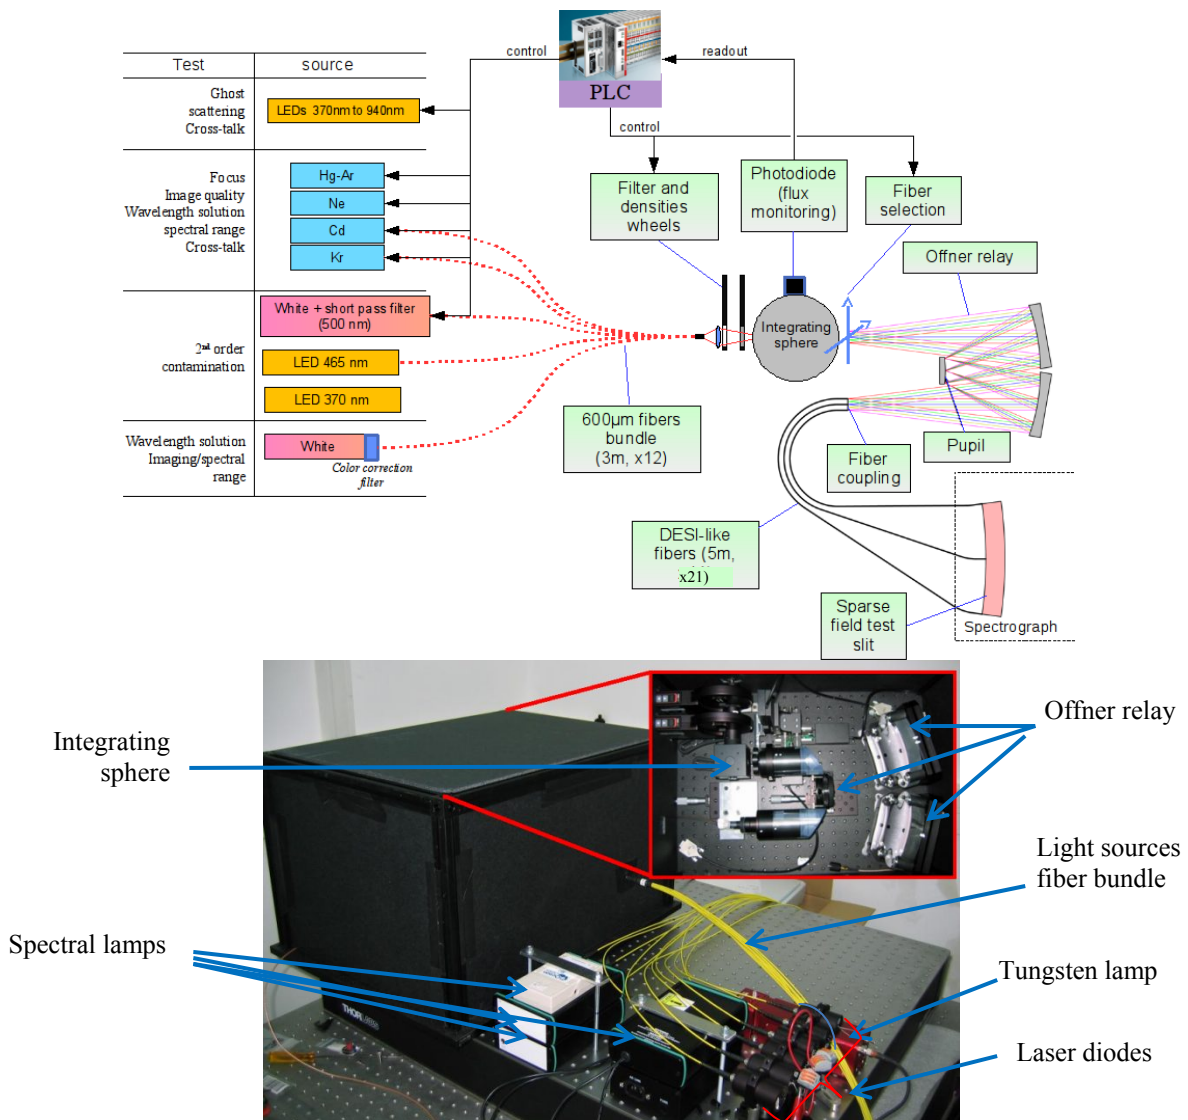 control
readout
PLC
control
Test
source
Ghost
scattering
Cross-talk
LEDs 370nm to 940nm
Focus
Image quality
Wavelength solution
spectral range
Cross-talk
Hg-Ar
Ne
Cd
Kr
White + short pass filter
(500 nm)
2nd order
contamination
LED 465 nm
LED 370 nm
Wavelength solution
Imaging/spectral
range
White
Color correction
filter
Filter and
densities
wheels
Photodiode
(flux
monitoring)
Fiber
selection
Offner relay
Integrating
sphere
600µm fibers
bundle
(3m, x12)
Fiber
coupling
Pupil
DESI-like
fibers (5m,
x21)
Sparse
field test
slit
Spectrograph
Integrating
sphere
Offner relay
Light sources
fiber bundle
Spectral lamps
Tungsten lamp
Laser diodes
THORLABS